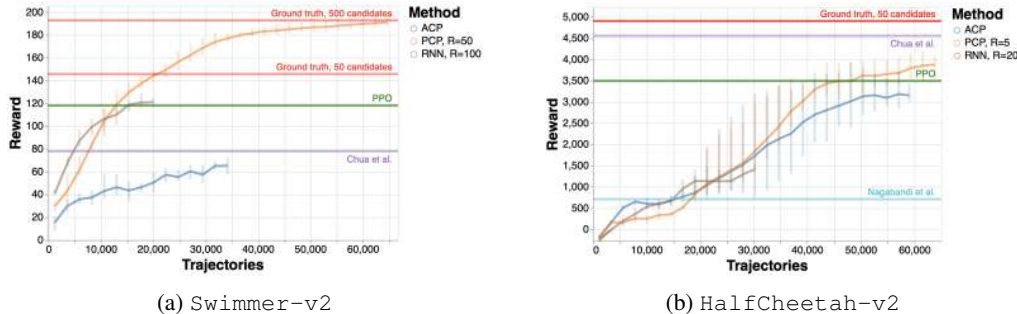 200
180
160
140
120
100
80
60
40
20
0
Reward
Ground truth, 500 candidates
Ground truth, 50 candidates
PPO
Chua et al.
0 10,000 20,000 30,000 40,000 50,000 60,000
Trajectories
Method
ACP
PCP, R=50
RNN, R=100
(a) Swimmer-v2
5,000
4,500
4,000
3,500
3,000
2,500
2,000
1,500
1,000
500
0
Reward
Ground truth, 50 candidates
Chua et al.
PPO
Nagabandi et al.
0 10,000 20,000 30,000 40,000 50,000 60,000
Trajectories
Method
ACP
PCP, R=5
RNN, R=20
(b) HalfCheetah-v2